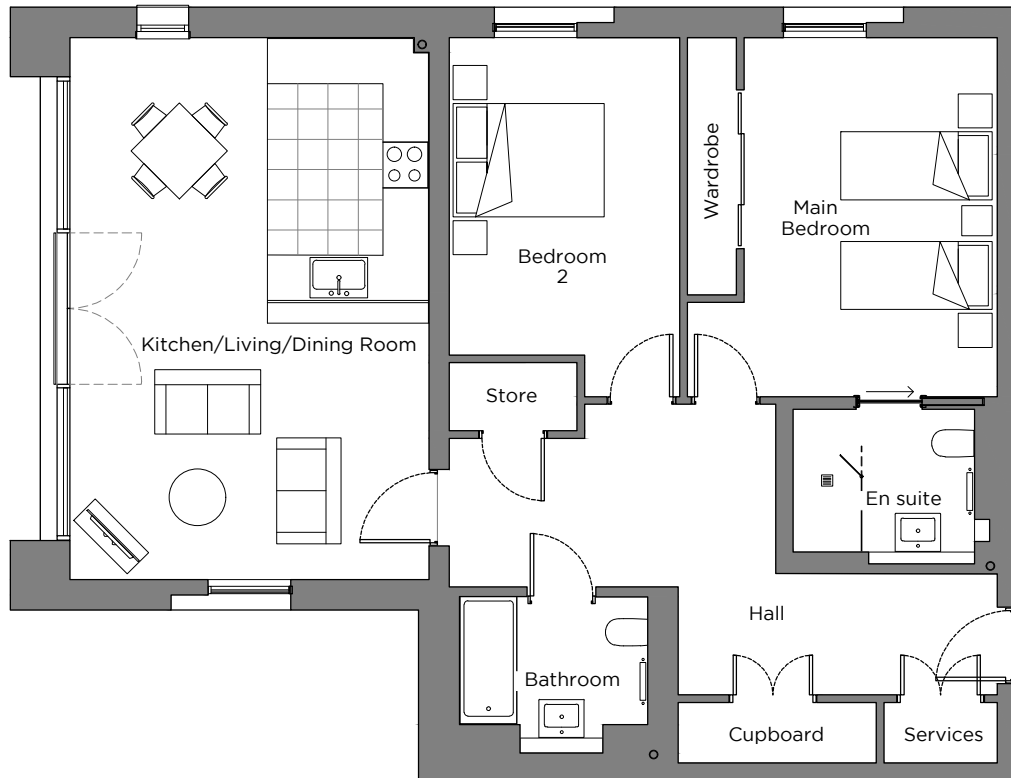 Wardrobe
Main
Bedroom
Bedroom
2
Kitchen/Living/Dining Room
Store
En suite
Hall
Bathroom
Cupboard
Services